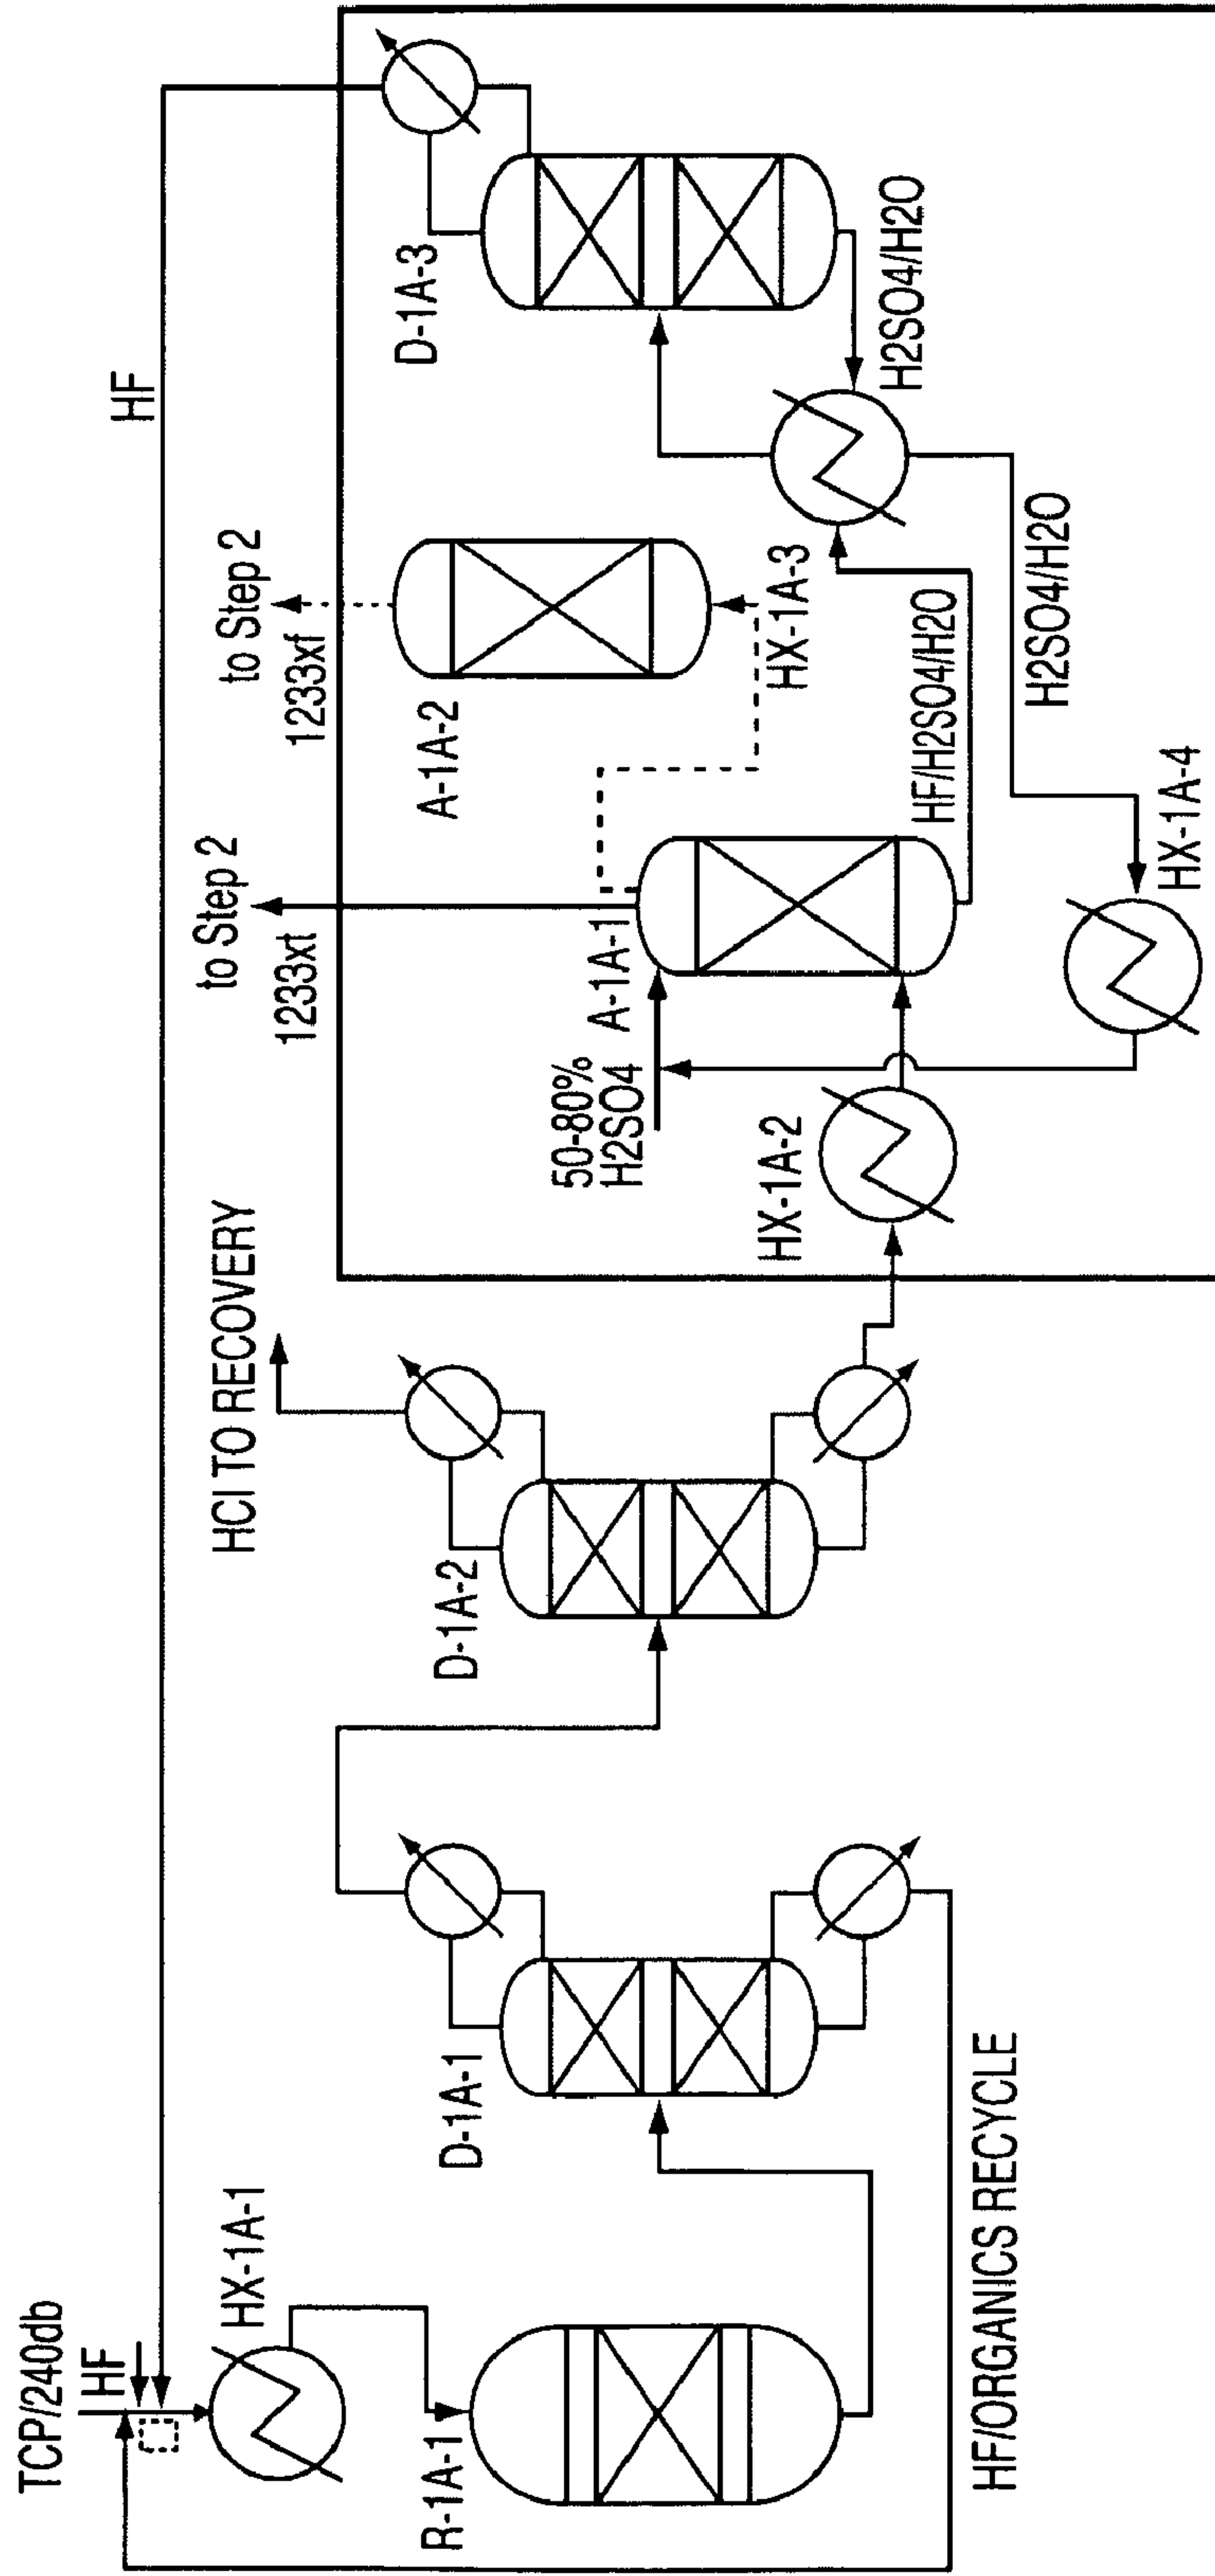 TCP/240db
HF
HX-1A-1
R-1A-1
HF
D-1A-1
HF/ORGANICS RECYCLE
D-1A-2
HCl TO RECOVERY
HX-1A-2
50-80%
H2SO4
A-1A-1
1233xt
to Step 2
A-1A-2
1233xf
to Step 2
HX-1A-3
HF/H2SO4/H2O
H2SO4/H2O
HX-1A-4
D-1A-3
H2SO4/H2O